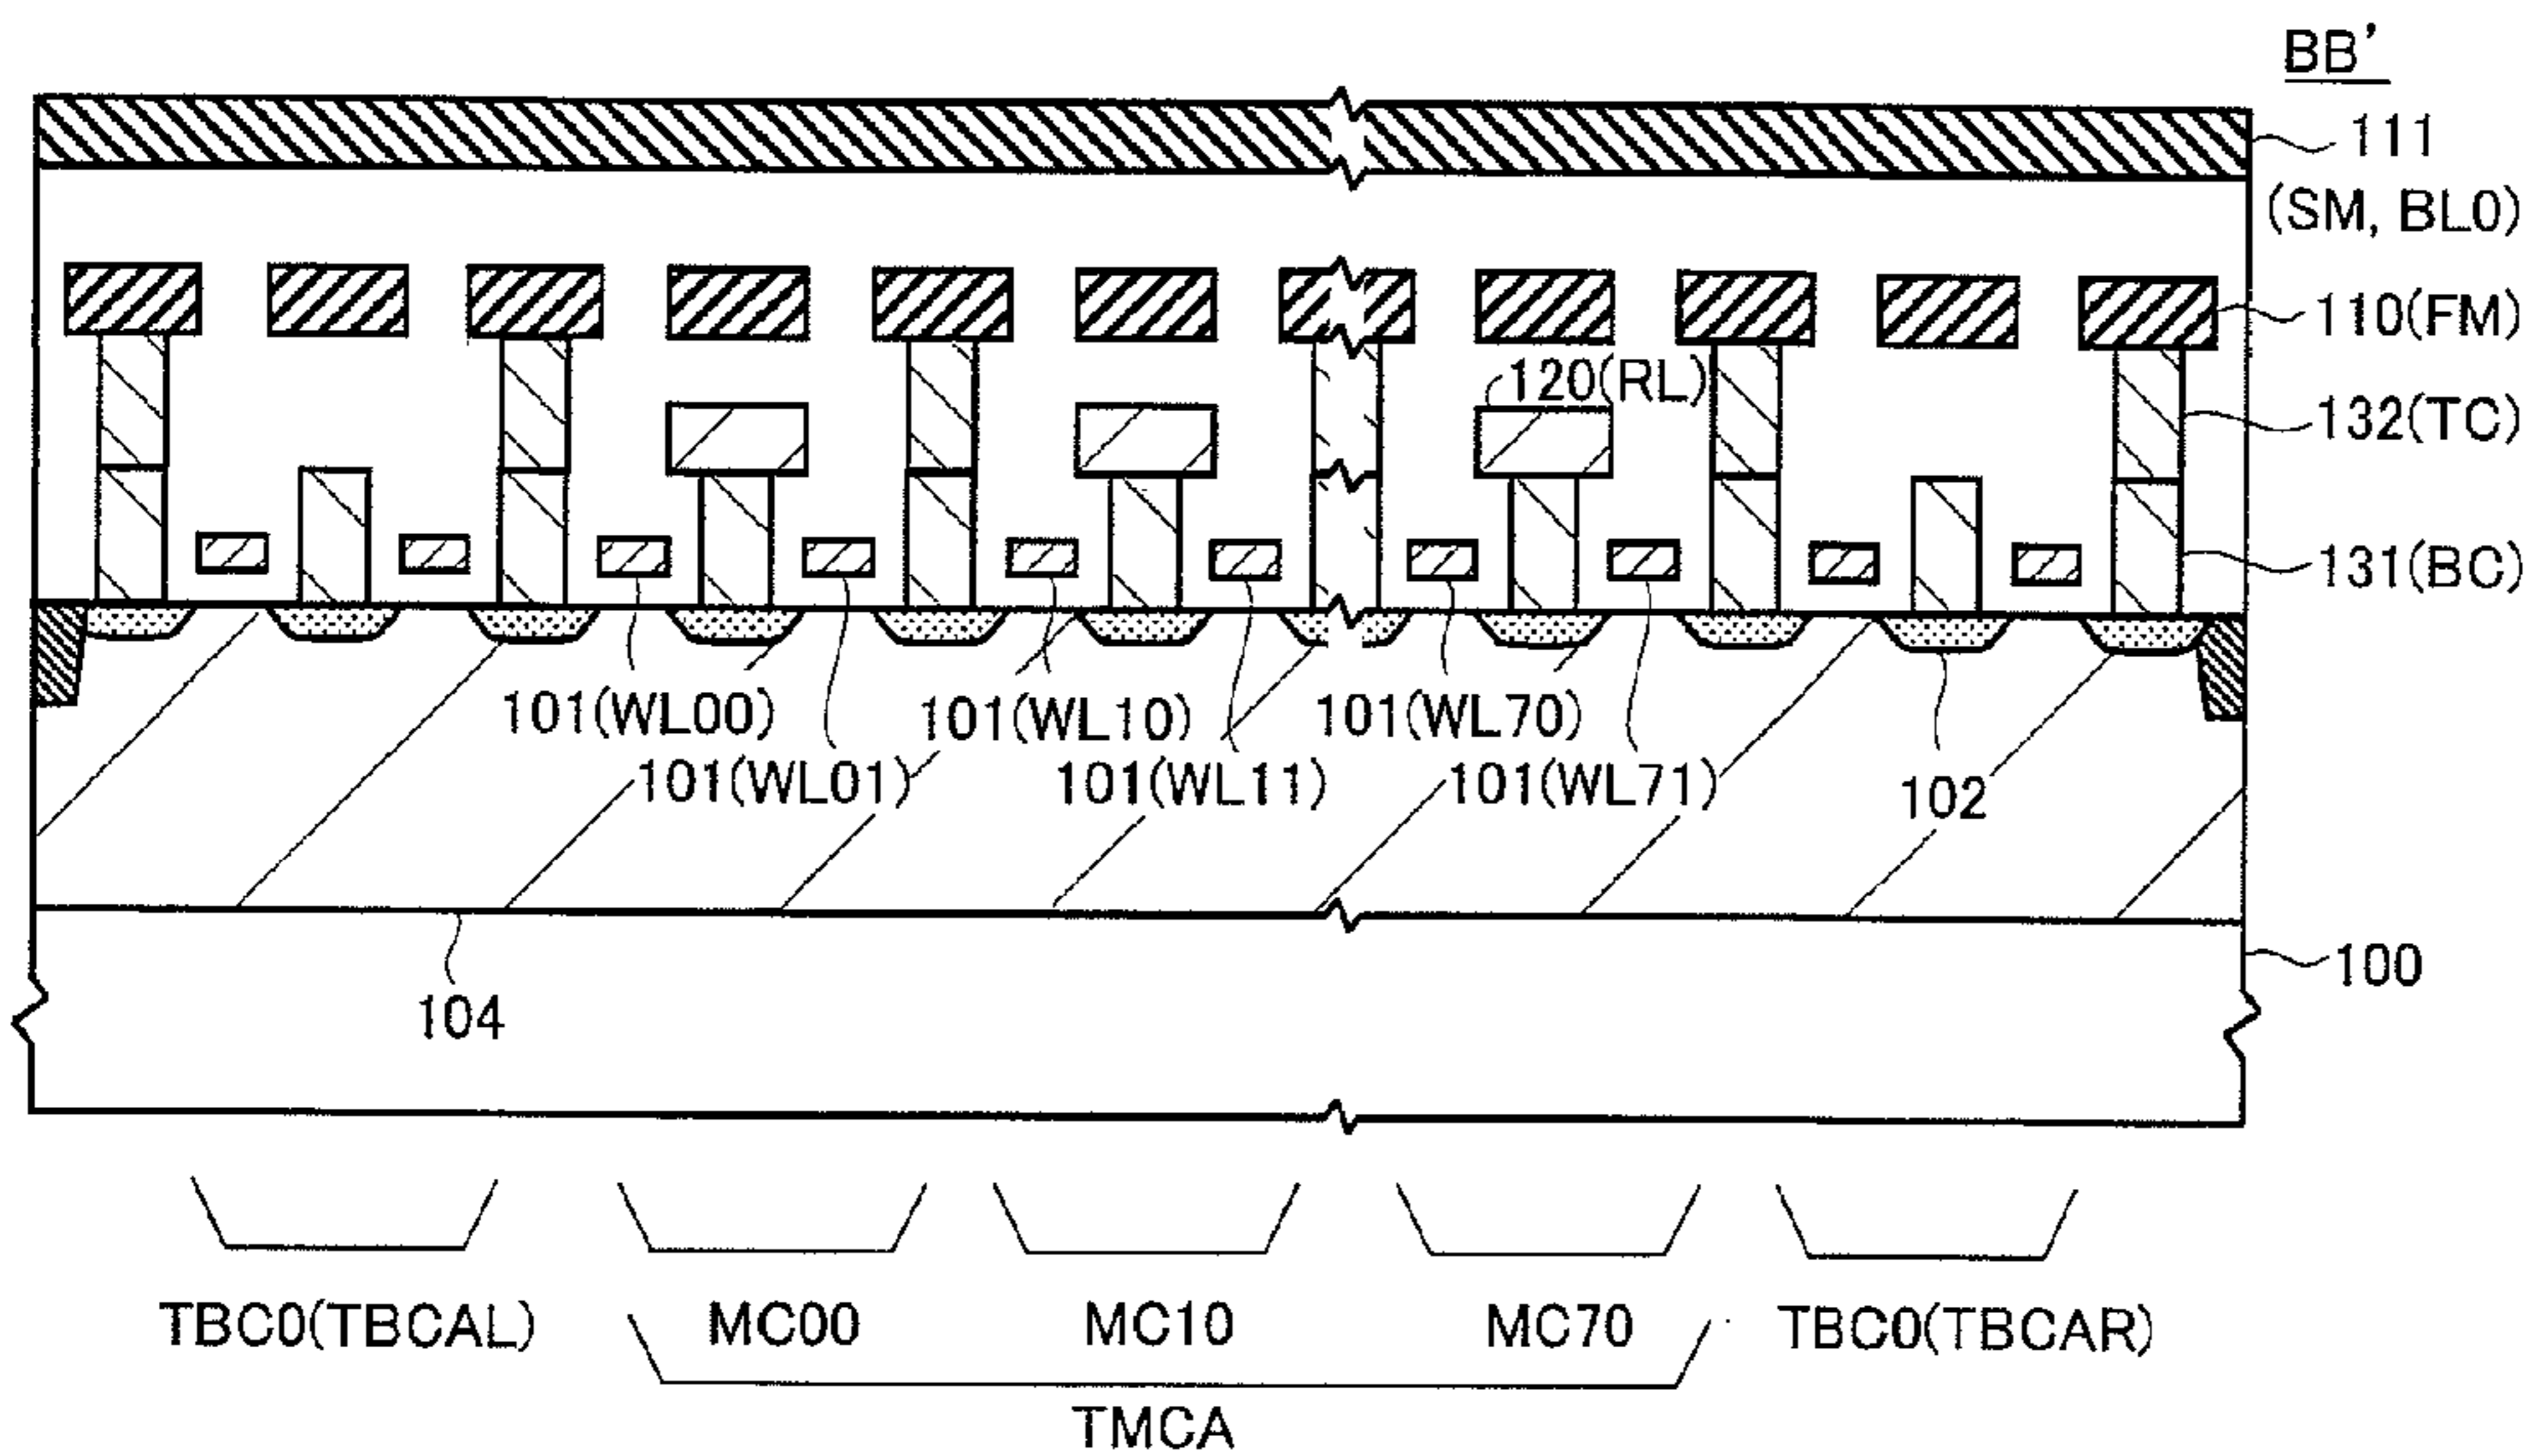 BB’
111
(SM, BL0)
110(FM)
120(RL)
132(TC)
131(BC)
101(WL00)
101(WL10)
101(WL70)
101(WL01)
101(WL11)
101(WL71)
102
100
104
TBC0(TBCAL)
MC00
MC10
MC70
TBC0(TBCAR)
TMCA